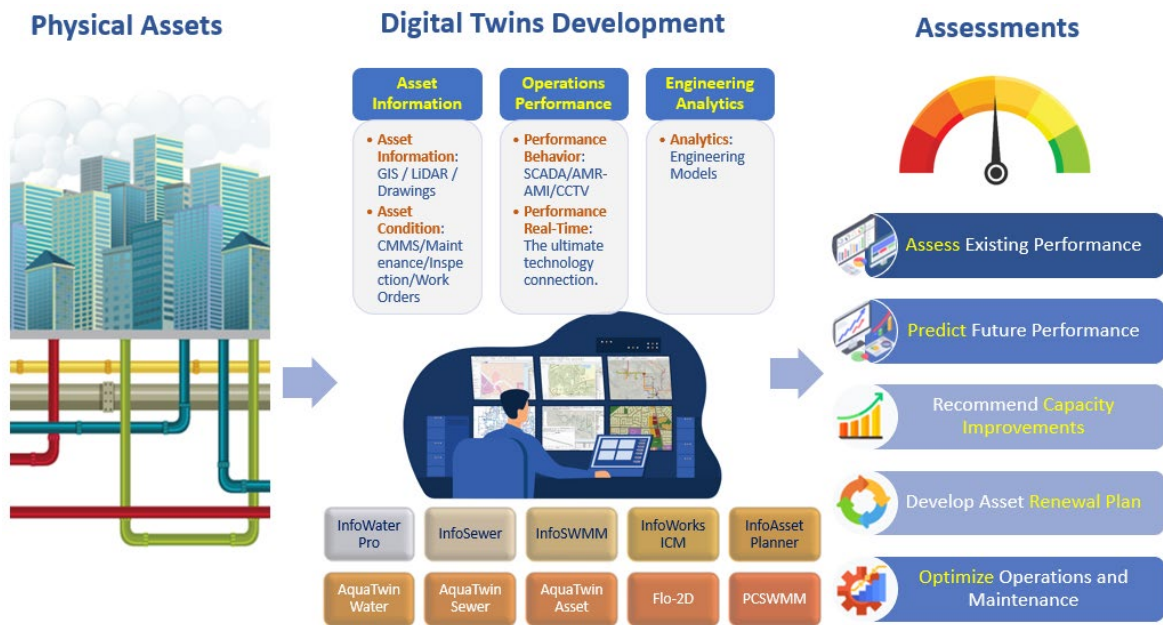 Physical Assets
Digital Twins Development
Assessments
Asset
Information
• Asset
Information:
GIS / LiDAR /
Drawings
• Asset
Condition:
CMMS/Maint
enance/Inspe
ction/Work
Orders
Operations
Performance
• Performance
Behavior:
SCADA/AMR-
AMI/CCTV
• Performance
Real-Time:
The ultimate
technology
connection.
Engineering
Analytics
• Analytics:
Engineering
Models
InfoWater
Pro
InfoSewer
InfoSWMM
InfoWorks
ICM
InfoAsset
Planner
AquaTwin
Water
AquaTwin
Sewer
AquaTwin
Asset
Flo-2D
PCSWMM
Assess Existing Performance
Predict Future Performance
Recommend Capacity
Improvements
Develop Asset Renewal Plan
Optimize Operations and
Maintenance